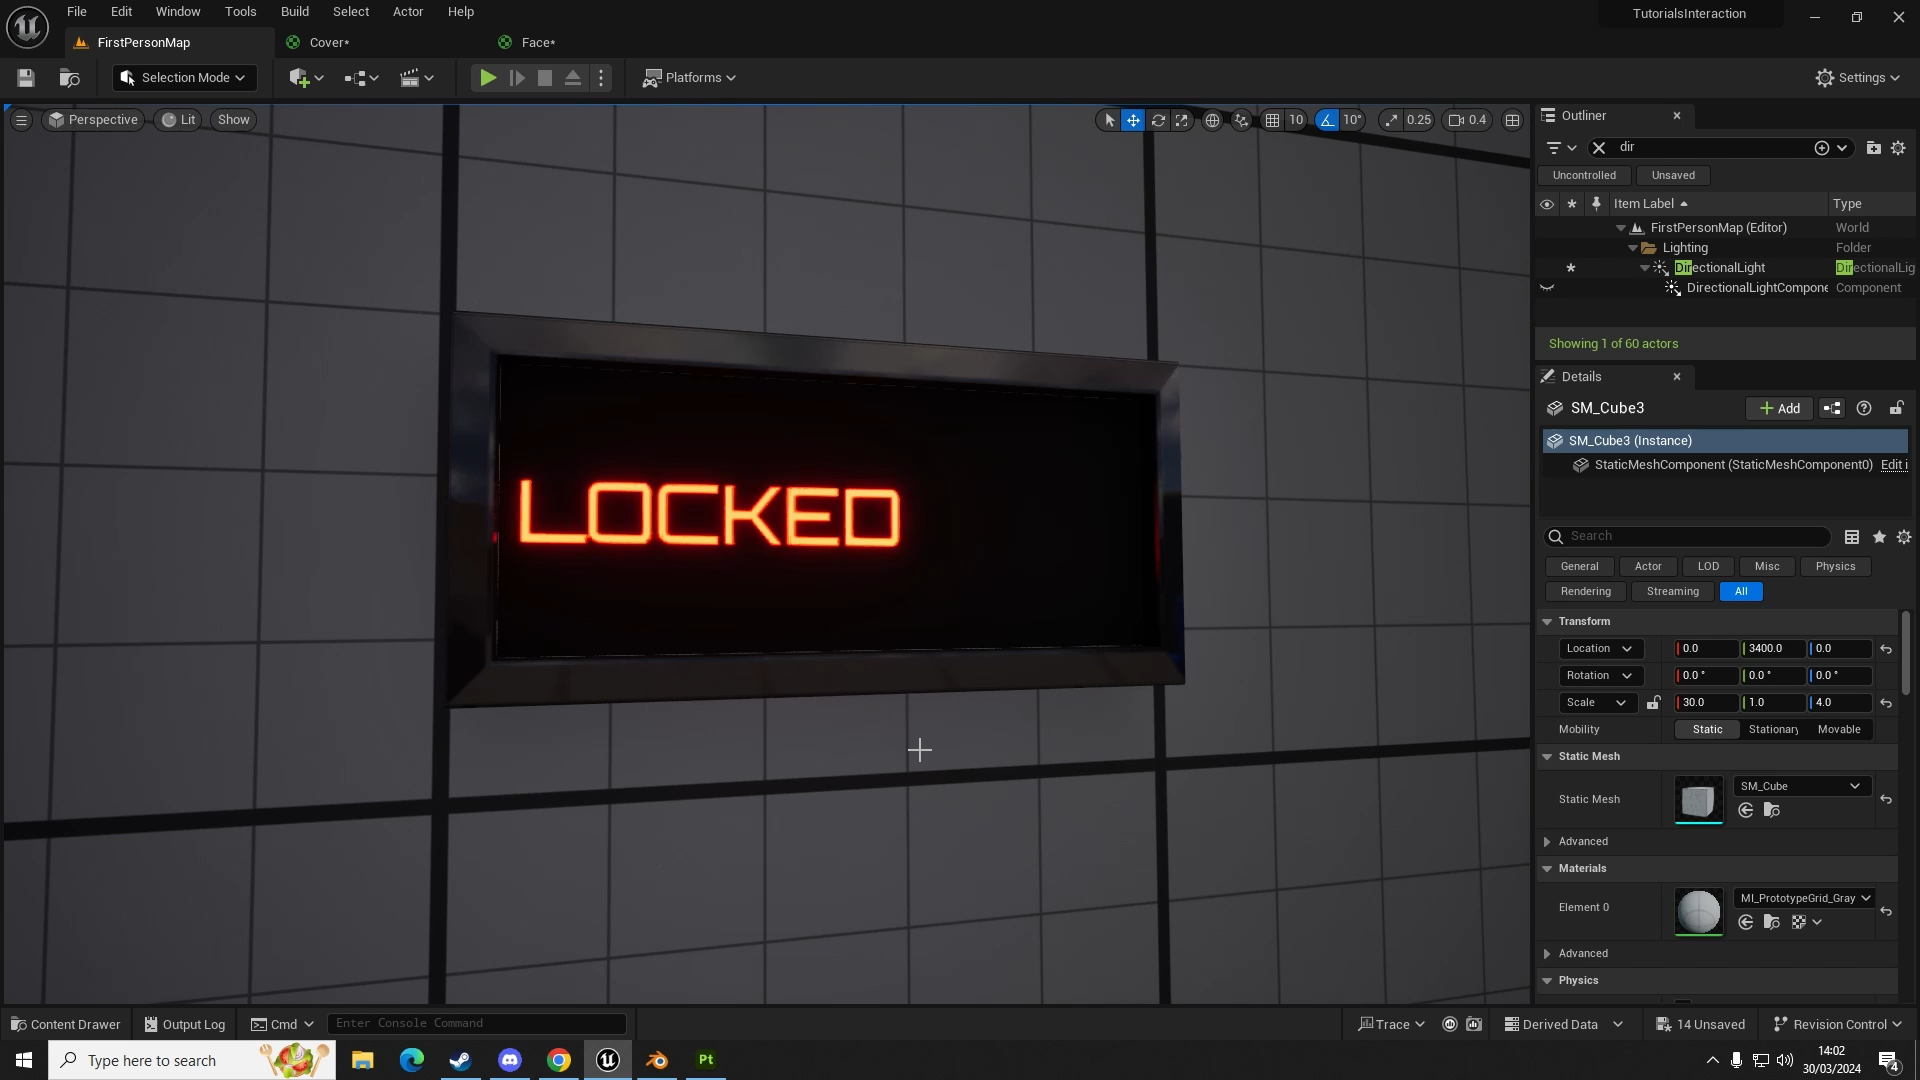 File Edit Window Tools Build Select Actor Help
TutorialsInteraction
FirstPersonMap
Cover*
Face*
Selection Mode
Platforms
Settings
Perspective
Lit
Show
10
10°
0.25
0.4
LOCKED
Outliner
dir
Uncontrolled
Unsaved
Item Label
Type
FirstPersonMap (Editor)
World
Lighting
Folder
DirectionalLight
DirectionalLig
DirectionalLightCompone
Component
Showing 1 of 60 actors
Details
SM_Cube3
Add
SM_Cube3 (Instance)
StaticMeshComponent (StaticMeshComponent0)
Edit i
Search
General
Actor
LOD
Misc
Physics
Rendering
Streaming
All
Transform
Location
0.0
3400.0
0.0
Rotation
0.0 °
0.0 °
0.0 °
Scale
30.0
1.0
4.0
Mobility
Static
Stationary
Movable
Static Mesh
Static Mesh
SM_Cube
Advanced
Materials
Element 0
MI_PrototypeGrid_Gray
Advanced
Physics
Content Drawer
Output Log
Cmd
Enter Console Command
Trace
Derived Data
14 Unsaved
Revision Control
Type here to search
Pt
14:02
30/03/2024
4